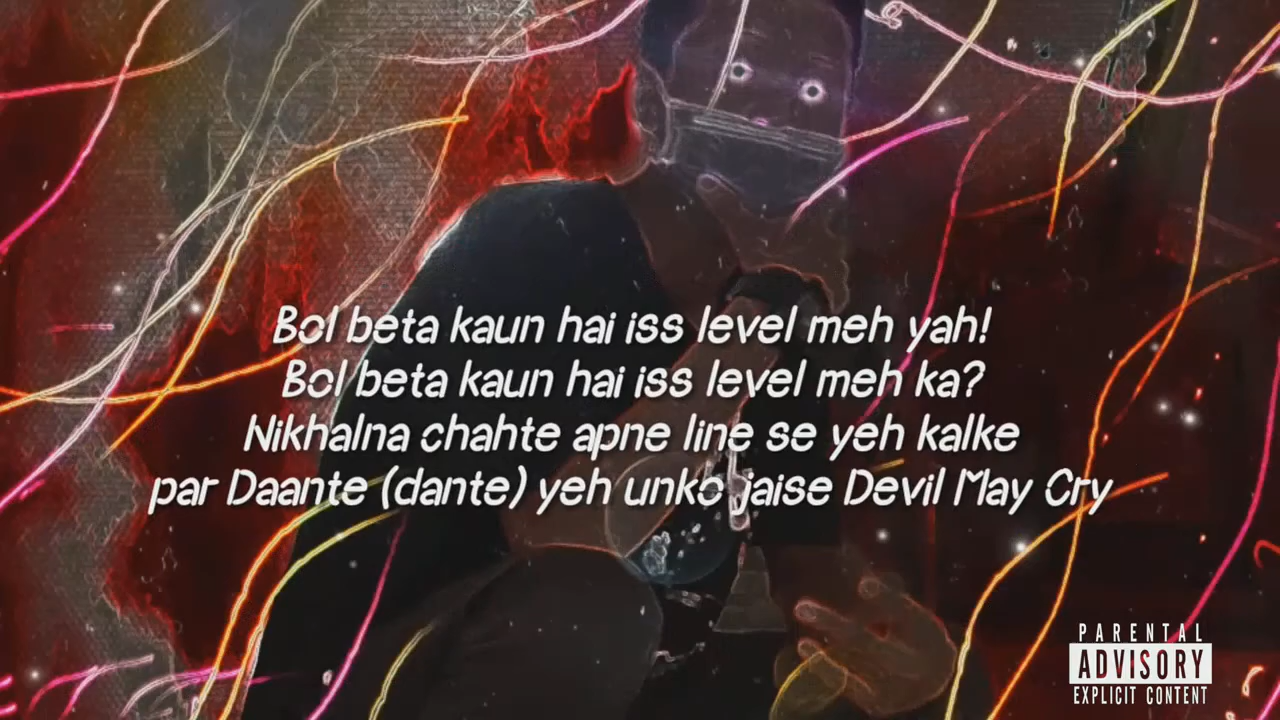 Bol beta kaun hai iss level meh yah!
Bol beta kaun hai iss level meh ka?
Nikhalna chahte apne line se yeh kalke
par Daante (dante) yeh unko jaise Devil May Cry
PARENTAL
ADVISORY
EXPLICIT CONTENT